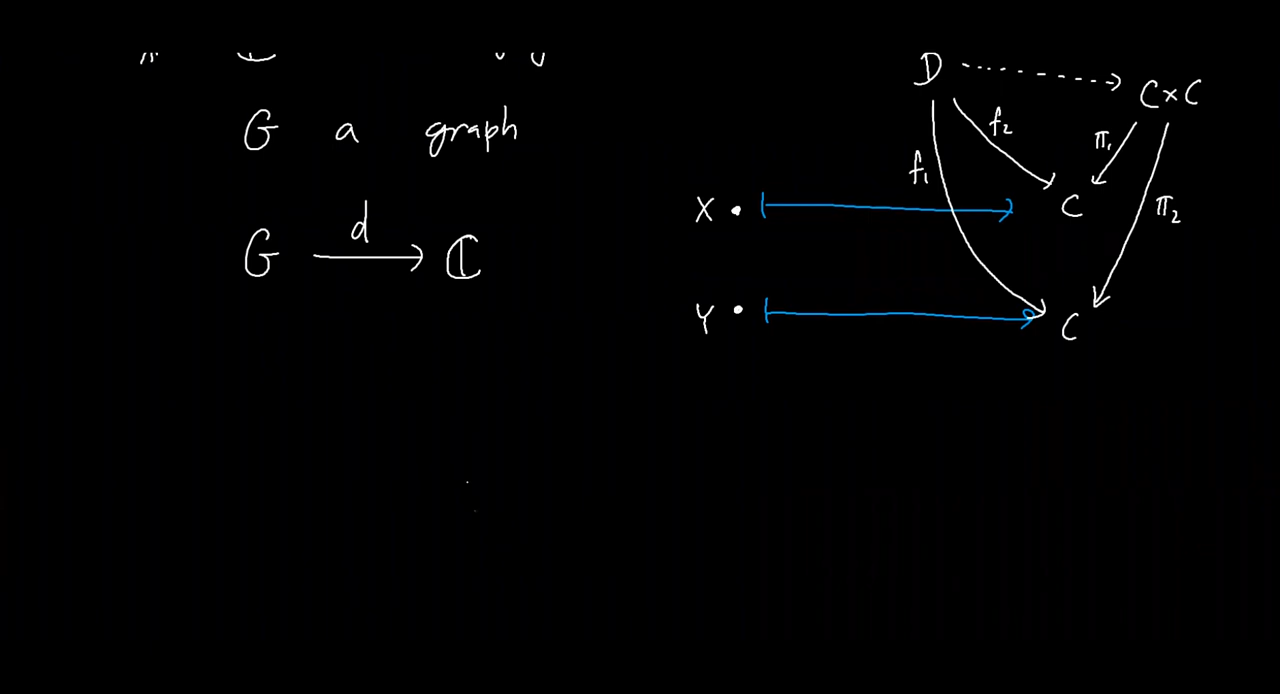 G a graph
G d ⟶ ℂ
D C×C
f₂ π₁
f₁
X C π₂
Y C